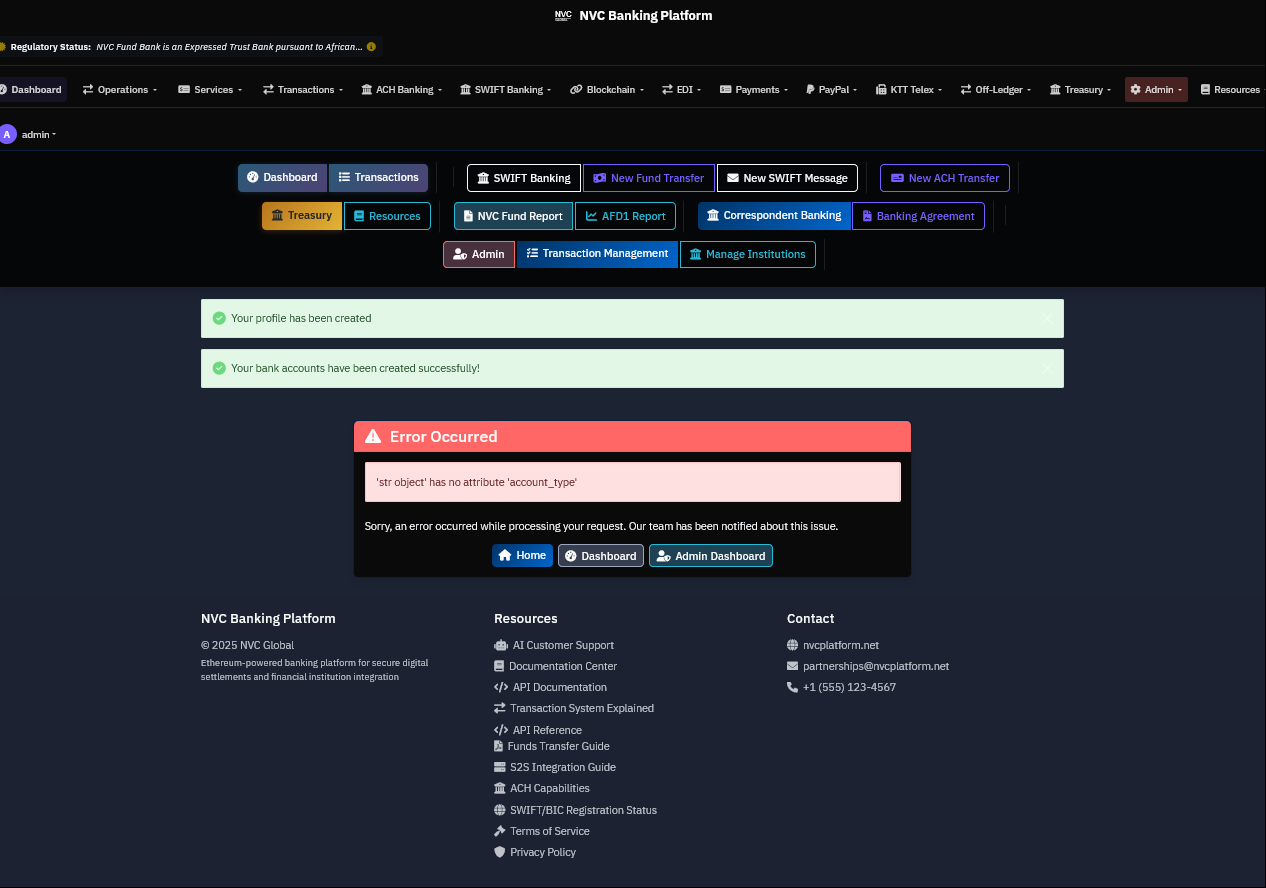 NVC GLOBAL NVC Banking Platform
Regulatory Status: NVC Fund Bank is an Expressed Trust Bank pursuant to African...
Dashboard Operations Services Transactions ACH Banking SWIFT Banking Blockchain EDI Payments PayPal KTT Telex Off-Ledger Treasury Admin Resources
A admin
Dashboard Transactions SWIFT Banking New Fund Transfer New SWIFT Message New ACH Transfer
Treasury Resources NVC Fund Report AFD1 Report Correspondent Banking Banking Agreement
Admin Transaction Management Manage Institutions
Your profile has been created
Your bank accounts have been created successfully!
Error Occurred
'str object' has no attribute 'account_type'
Sorry, an error occurred while processing your request. Our team has been notified about this issue.
Home Dashboard Admin Dashboard
NVC Banking Platform
© 2025 NVC Global
Ethereum-powered banking platform for secure digital
settlements and financial institution integration
Resources
AI Customer Support
Documentation Center
API Documentation
Transaction System Explained
API Reference
Funds Transfer Guide
S2S Integration Guide
ACH Capabilities
SWIFT/BIC Registration Status
Terms of Service
Privacy Policy
Contact
nvcplatform.net
partnerships@nvcplatform.net
+1 (555) 123-4567